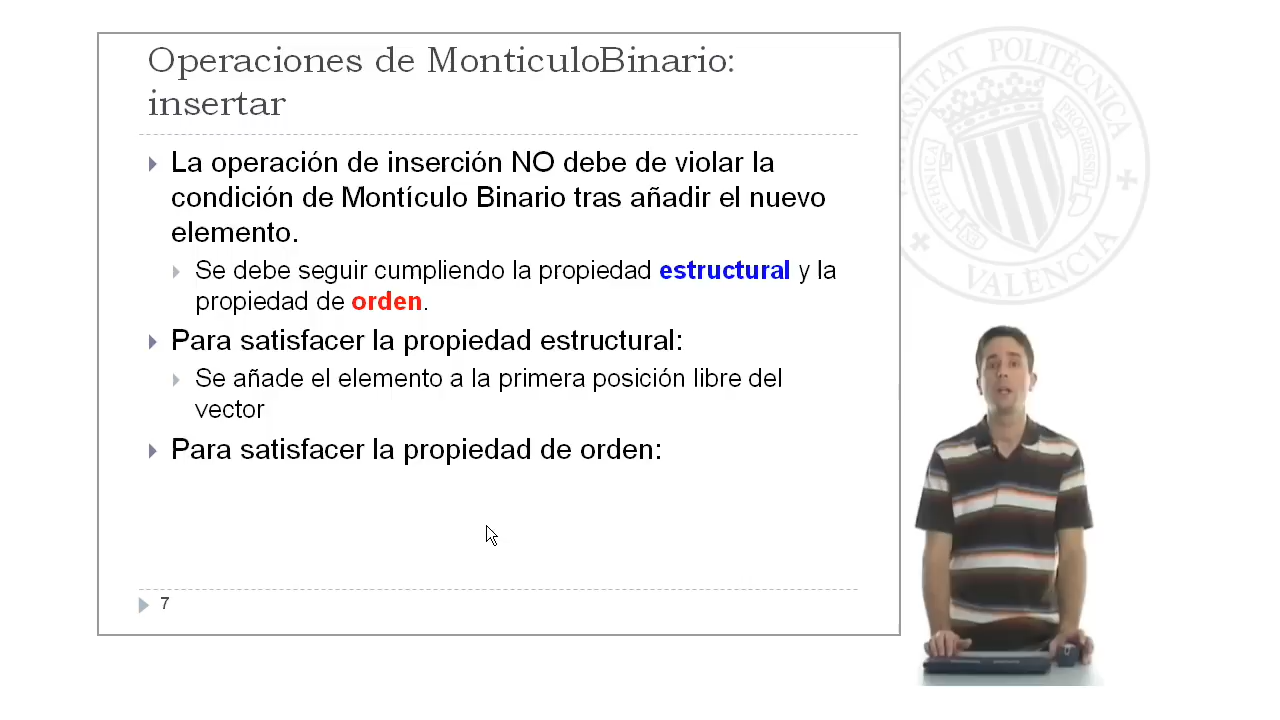 Operaciones de MonticuloBinario:
insertar
La operación de inserción NO debe de violar la
condición de Montículo Binario tras añadir el nuevo
elemento.
Se debe seguir cumpliendo la propiedad estructural y la
propiedad de orden.
Para satisfacer la propiedad estructural:
Se añade el elemento a la primera posición libre del
vector
Para satisfacer la propiedad de orden:
7
POLITÈCNICA
VALÈNCIA